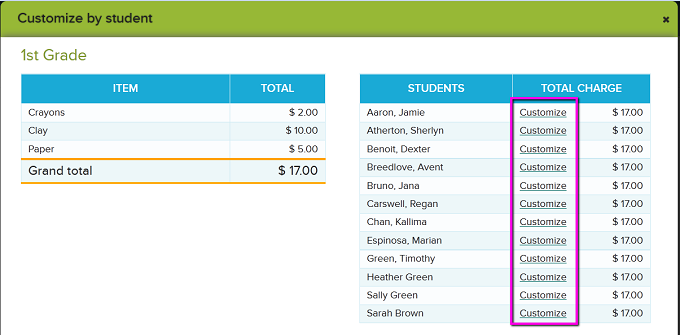 Customize by student
×
1st Grade
ITEM TOTAL
Crayons $ 2.00
Clay $ 10.00
Paper $ 5.00
Grand total $ 17.00
STUDENTS TOTAL CHARGE
Aaron, Jamie Customize $ 17.00
Atherton, Sherlyn Customize $ 17.00
Benoit, Dexter Customize $ 17.00
Breedlove, Avent Customize $ 17.00
Bruno, Jana Customize $ 17.00
Carswell, Regan Customize $ 17.00
Chan, Kallima Customize $ 17.00
Espinosa, Marian Customize $ 17.00
Green, Timothy Customize $ 17.00
Heather Green Customize $ 17.00
Sally Green Customize $ 17.00
Sarah Brown Customize $ 17.00